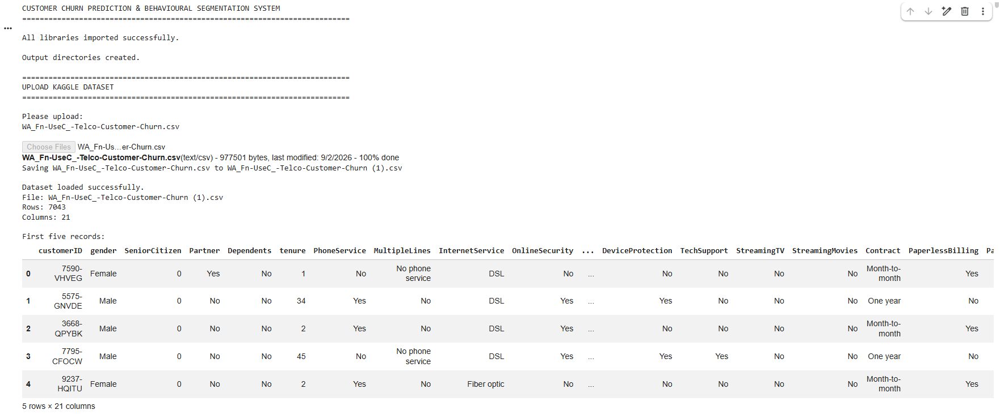 CUSTOMER CHURN PREDICTION & BEHAVIOURAL SEGMENTATION SYSTEM
===========================================================================
All libraries imported successfully.
Output directories created.
===========================================================================
UPLOAD KAGGLE DATASET
===========================================================================
Please upload:
WA_Fn-UseC_-Telco-Customer-Churn.csv
Choose Files WA_Fn-Us...er-Churn.csv
WA_Fn-UseC_-Telco-Customer-Churn.csv(text/csv) - 977501 bytes, last modified: 9/2/2026 - 100% done
Saving WA_Fn-UseC_-Telco-Customer-Churn.csv to WA_Fn-UseC_-Telco-Customer-Churn (1).csv
Dataset loaded successfully.
File: WA_Fn-UseC_-Telco-Customer-Churn (1).csv
Rows: 7043
Columns: 21
First five records:
customerID gender SeniorCitizen Partner Dependents tenure PhoneService MultipleLines InternetService OnlineSecurity ... DeviceProtection TechSupport StreamingTV StreamingMovies Contract PaperlessBilling Pa
0 7590-VHVEG Female 0 Yes No 1 No No phone service DSL No ... No No No No Month-to-month Yes
1 5575-GNVDE Male 0 No No 34 Yes No DSL Yes ... Yes No No No One year No
2 3668-QPYBK Male 0 No No 2 Yes No DSL Yes ... No No No No Month-to-month Yes
3 7795-CFOCW Male 0 No No 45 No No phone service DSL Yes ... Yes Yes No No One year No
4 9237-HQITU Female 0 No No 2 Yes No Fiber optic No ... No No No No Month-to-month Yes
5 rows × 21 columns